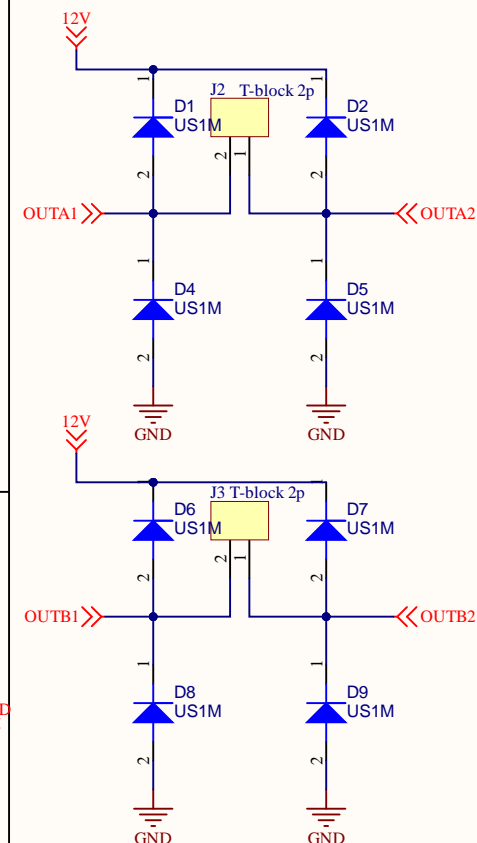 12V
J2 T-block 2p
1
1
D1
US1M
D2
US1M
2
1
2
2
OUTA1
OUTA2
1
1
D4
US1M
D5
US1M
2
2
GND
GND
12V
1
1
J3 T-block 2p
D6
US1M
D7
US1M
2
1
2
2
OUTB1
OUTB2
1
1
D8
US1M
D9
US1M
D
2
2
GND
GND